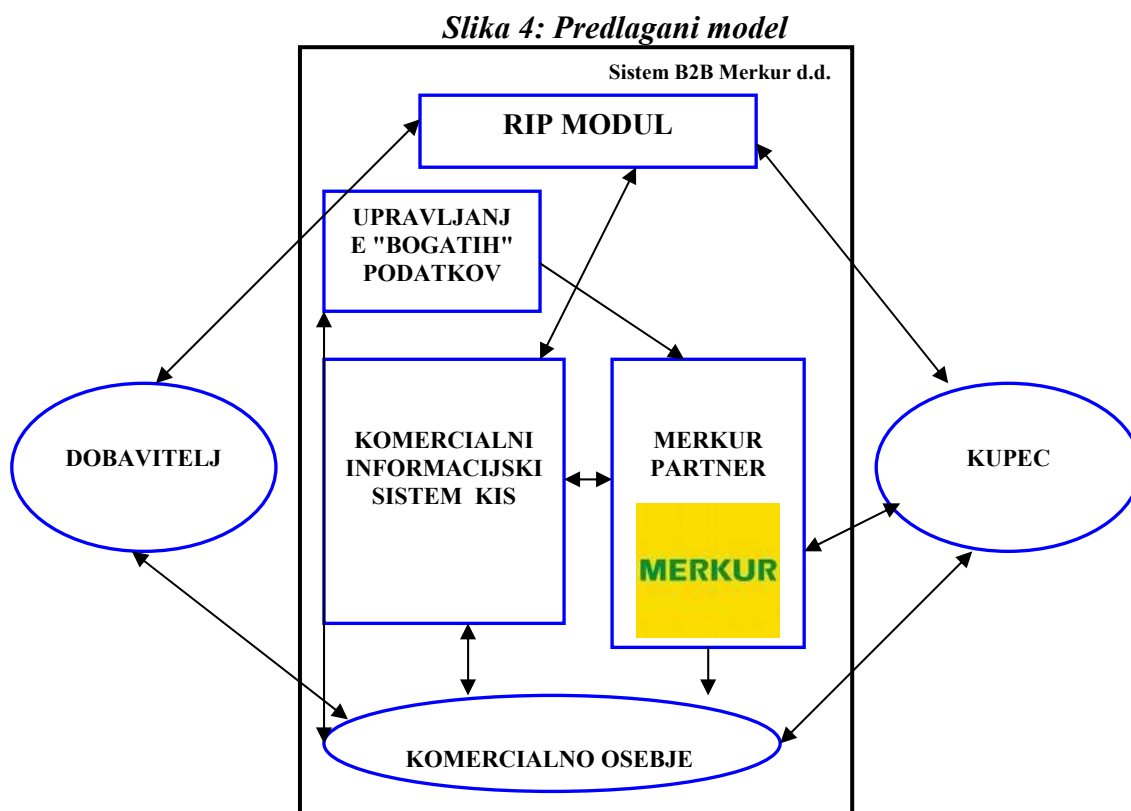 Slika 4: Predlagani model
Sistem B2B Merkur d.d.
RIP MODUL
UPRAVLJANJ
E "BOGATIH"
PODATKOV
DOBAVITELJ
KOMERCIALNI
INFORMACIJSKI
SISTEM KIS
MERKUR
PARTNER
MERKUR
KUPEC
KOMERCIALNO OSEBJE